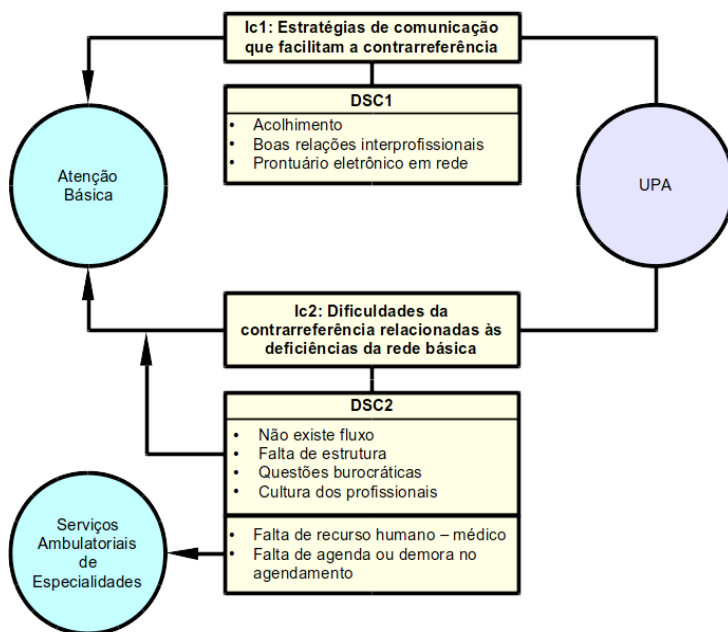 Ic1: Estratégias de comunicação
que facilitam a contrarreferência
DSC1
• Acolhimento
• Boas relações interprofissionais
• Prontuário eletrônico em rede
Atenção
Básica
UPA
Ic2: Dificuldades da
contrarreferência relacionadas às
deficiências da rede básica
DSC2
• Não existe fluxo
• Falta de estrutura
• Questões burocráticas
• Cultura dos profissionais
• Falta de recurso humano – médico
• Falta de agenda ou demora no
agendamento
Serviços
Ambulatoriais
de
Especialidades